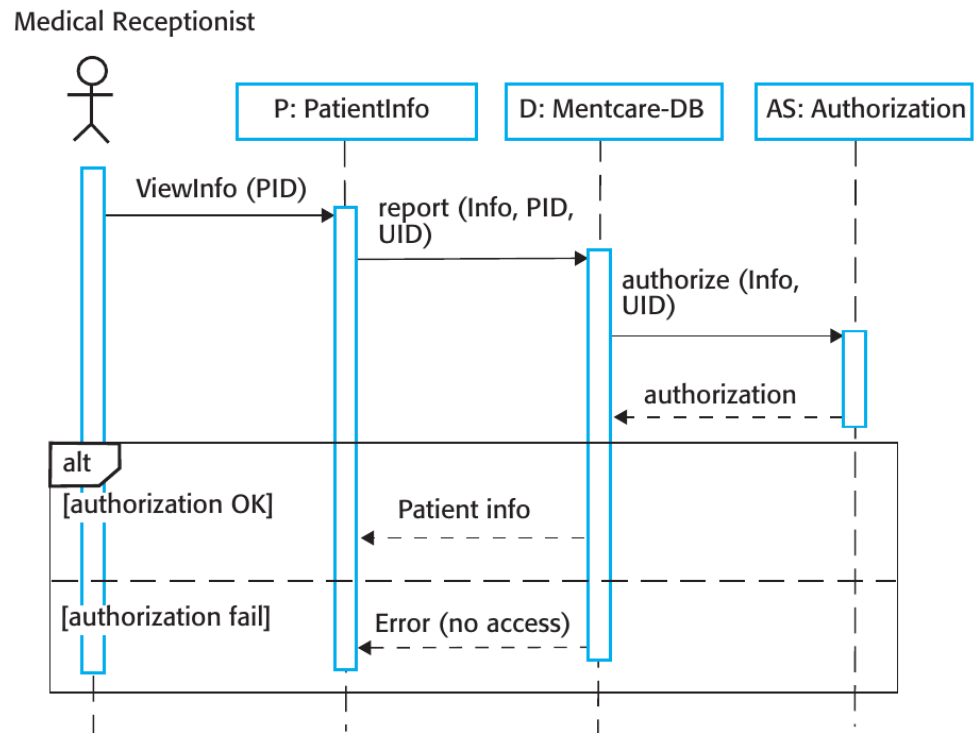 Medical Receptionist
P: PatientInfo
D: Mentcare-DB
AS: Authorization
ViewInfo (PID)
report (Info, PID,
UID)
authorize (Info,
UID)
authorization
alt
[authorization OK]
Patient info
[authorization fail]
Error (no access)